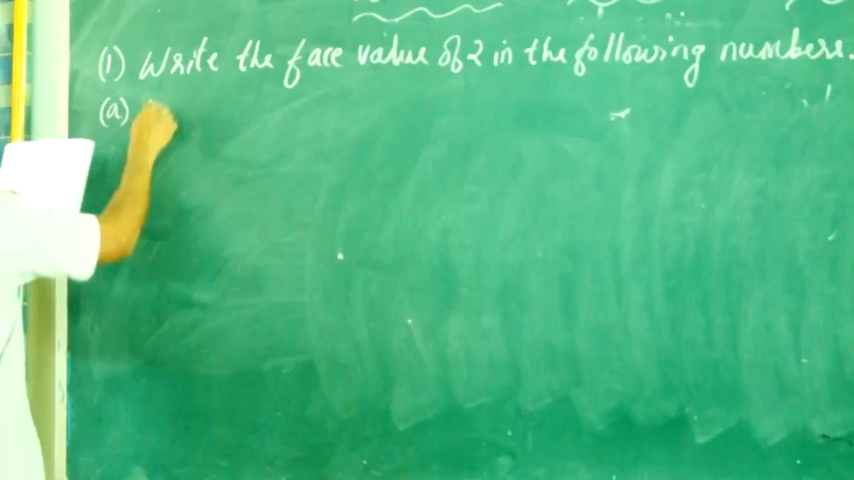 (1) Write the face value of 2 in the following numbers.
(a)